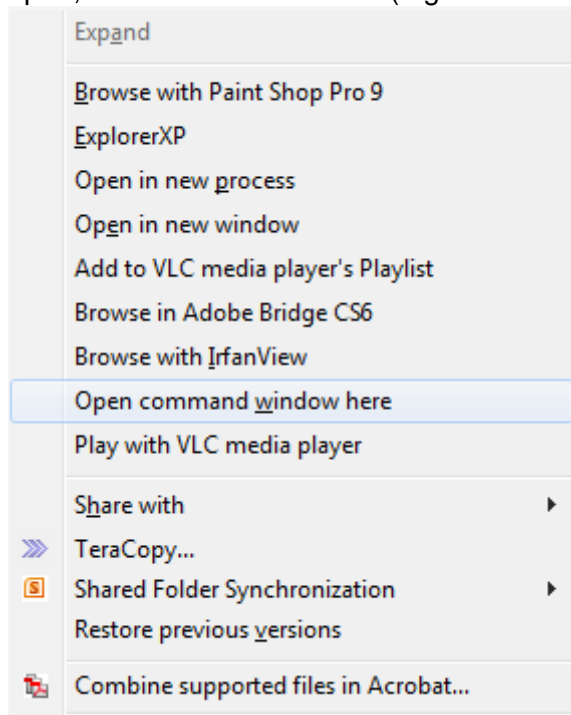 Expand
Browse with Paint Shop Pro 9
ExplorerXP
Open in new process
Open in new window
Add to VLC media player's Playlist
Browse in Adobe Bridge CS6
Browse with IrfanView
Open command window here
Play with VLC media player
Share with
TeraCopy...
Shared Folder Synchronization
Restore previous versions
Combine supported files in Acrobat...